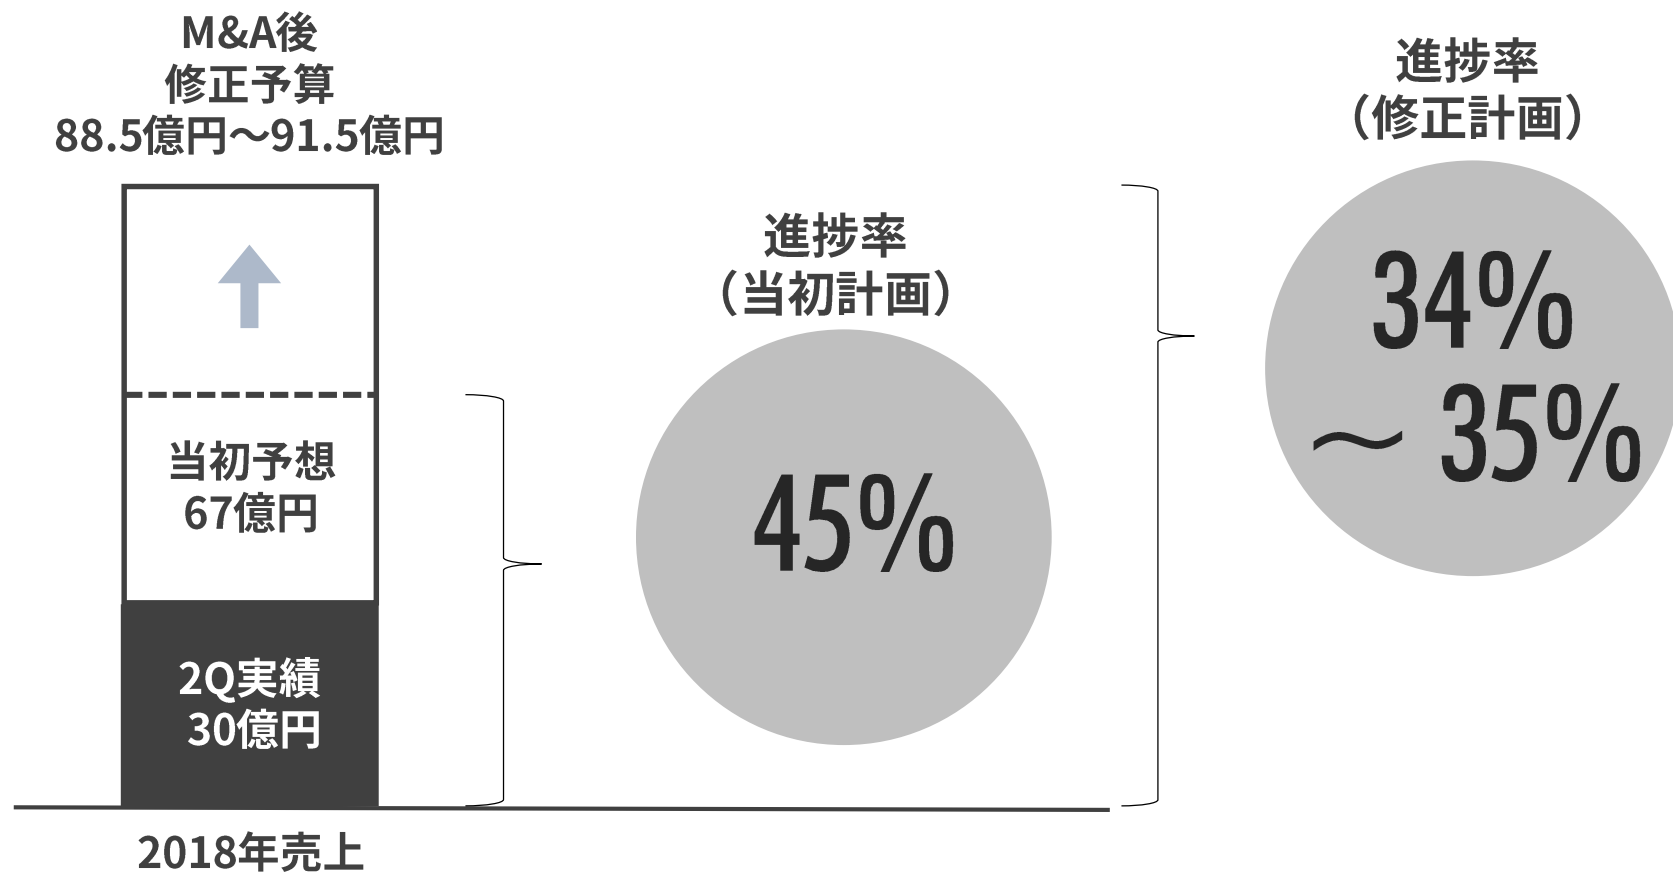 M&A後
修正予算
88.5億円～91.5億円
当初予想
67億円
2Q実績
30億円
2018年売上
進捗率
（当初計画）
45%
進捗率
（修正計画）
34%
～ 35%